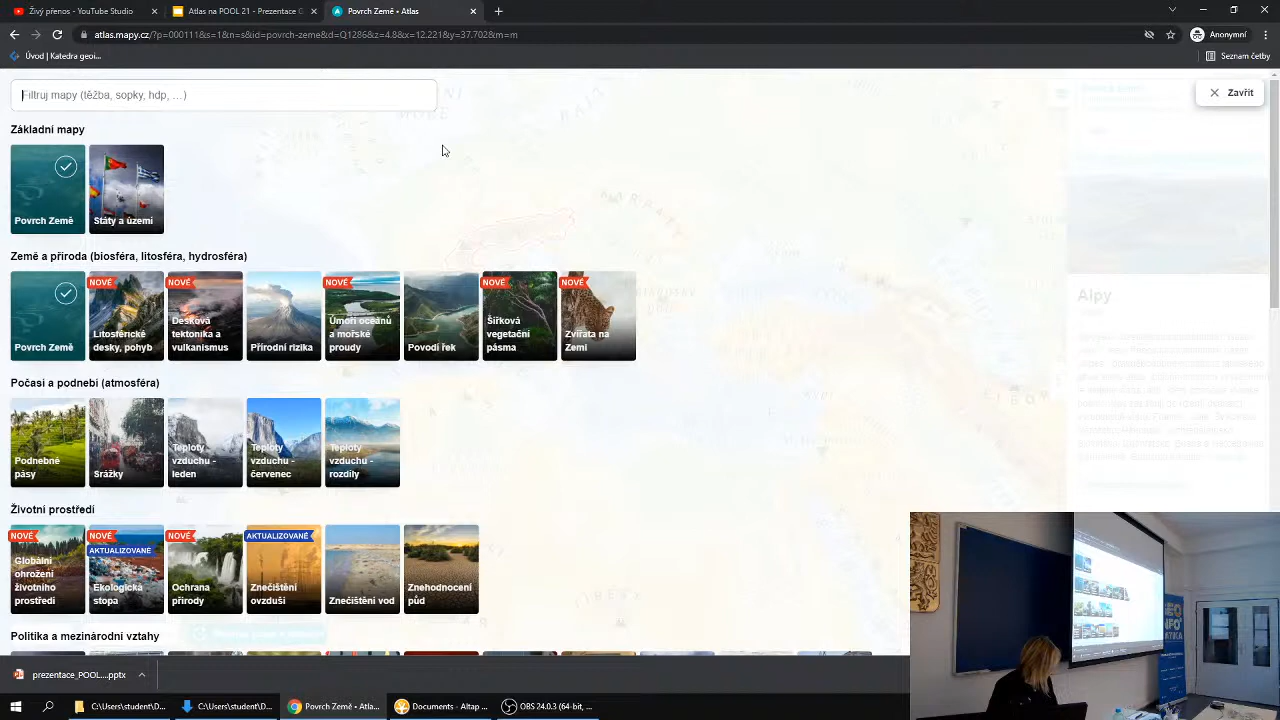 Živý přenos - YouTube Studio
Atlas na POOL 21 - Prezentace G
Povrch Země • Atlas
atlas.mapy.cz/?p=000111&s=1&n=s&id=povrch-zeme&d=Q1286&z=4.88&x=12.221&y=37.702&m=m
Anonymní
Úvod | Katedra geoi...
Seznam četby
Filtruj mapy (těžba, sopky, hdp, ...)
Zavřít
Základní mapy
Povrch Země
Státy a území
Země a příroda (biosféra, litosféra, hydrosféra)
Povrch Země
NOVÉ
Litosférické
desky, pohyb
NOVÉ
Desková
tektonika a
vulkanismus
Přírodní rizika
NOVÉ
Úmoří oceánů
a mořské
proudy
Povodí řek
NOVÉ
Šířková
vegetační
pásma
NOVÉ
Zvířata na
Zemi
Alpy
Počasí a podnebí (atmosféra)
Podnebné
pásy
Srážky
Teploty
vzduchu -
leden
Teploty
vzduchu -
červenec
Teploty
vzduchu -
rozdíly
Životní prostředí
NOVÉ
Globální
ohrožení
životního
prostředí
NOVÉ
AKTUALIZOVANÉ
Ekologická
stopa
NOVÉ
Ochrana
přírody
AKTUALIZOVANÉ
Znečištění
ovzduší
Znečištění vod
Znehodnocení
půd
Politika a mezinárodní vztahy
prezentace_POOL....pptx
C:\Users\student\D...
C:\Users\student\D...
Povrch Země • Atla...
Documents - Altap ...
OBS 24.0.3 (64-bit, ...